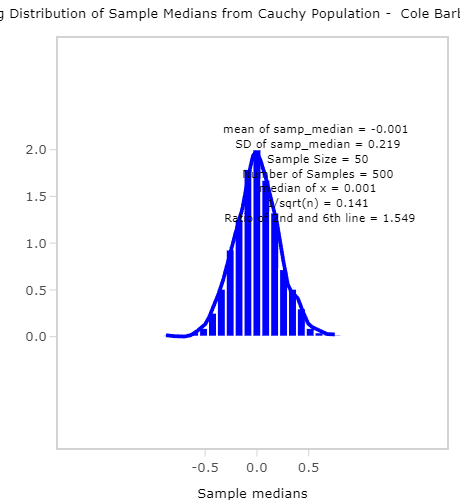 g Distribution of Sample Medians from Cauchy Population - Cole Barb
mean of samp_median = -0.001
SD of samp_median = 0.219
Sample Size = 50
Number of Samples = 500
median of x = 0.001
1/sqrt(n) = 0.141
Ratio of 2nd and 6th line = 1.549
2.0
1.5
1.0
0.5
0.0
-0.5 0.0 0.5
Sample medians